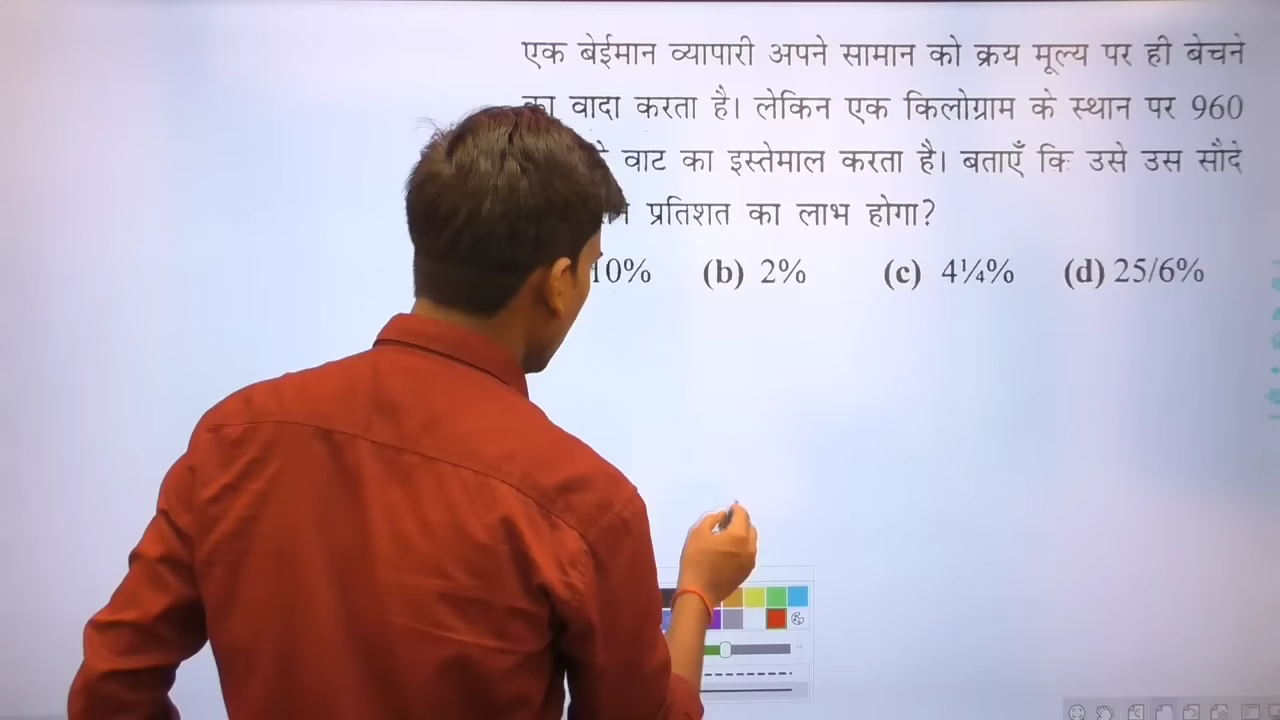 एक बेईमान व्यापारी अपने सामान को क्रय मूल्य पर ही बेचने
का वादा करता है। लेकिन एक किलोग्राम के स्थान पर 960
वाट का इस्तेमाल करता है। बताएँ कि उसे उस सौदे
प्रतिशत का लाभ होगा?
10% (b) 2% (c) 4¼% (d) 25/6%